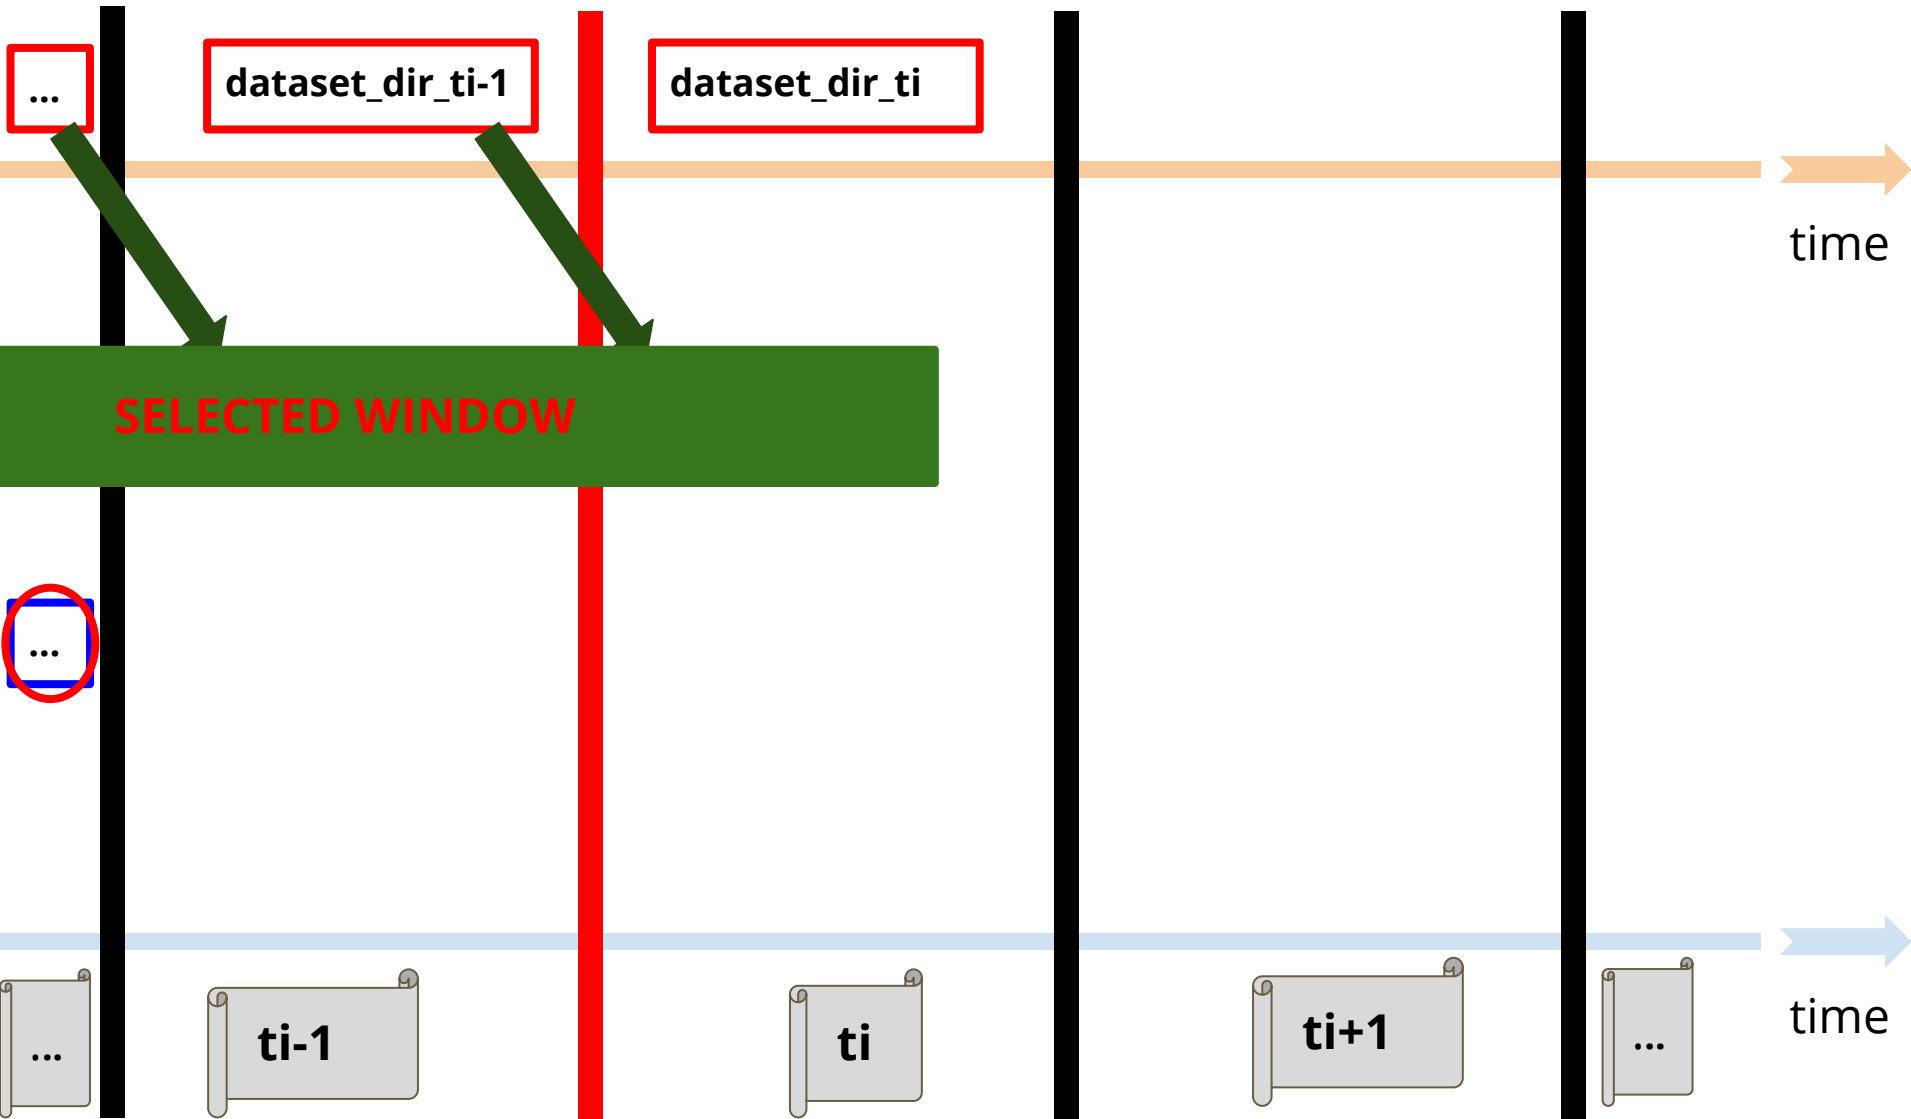 ...
dataset_dir_ti-1
dataset_dir_ti
time
SELECTED WINDOW
...
...
ti-1
ti
ti+1
...
time